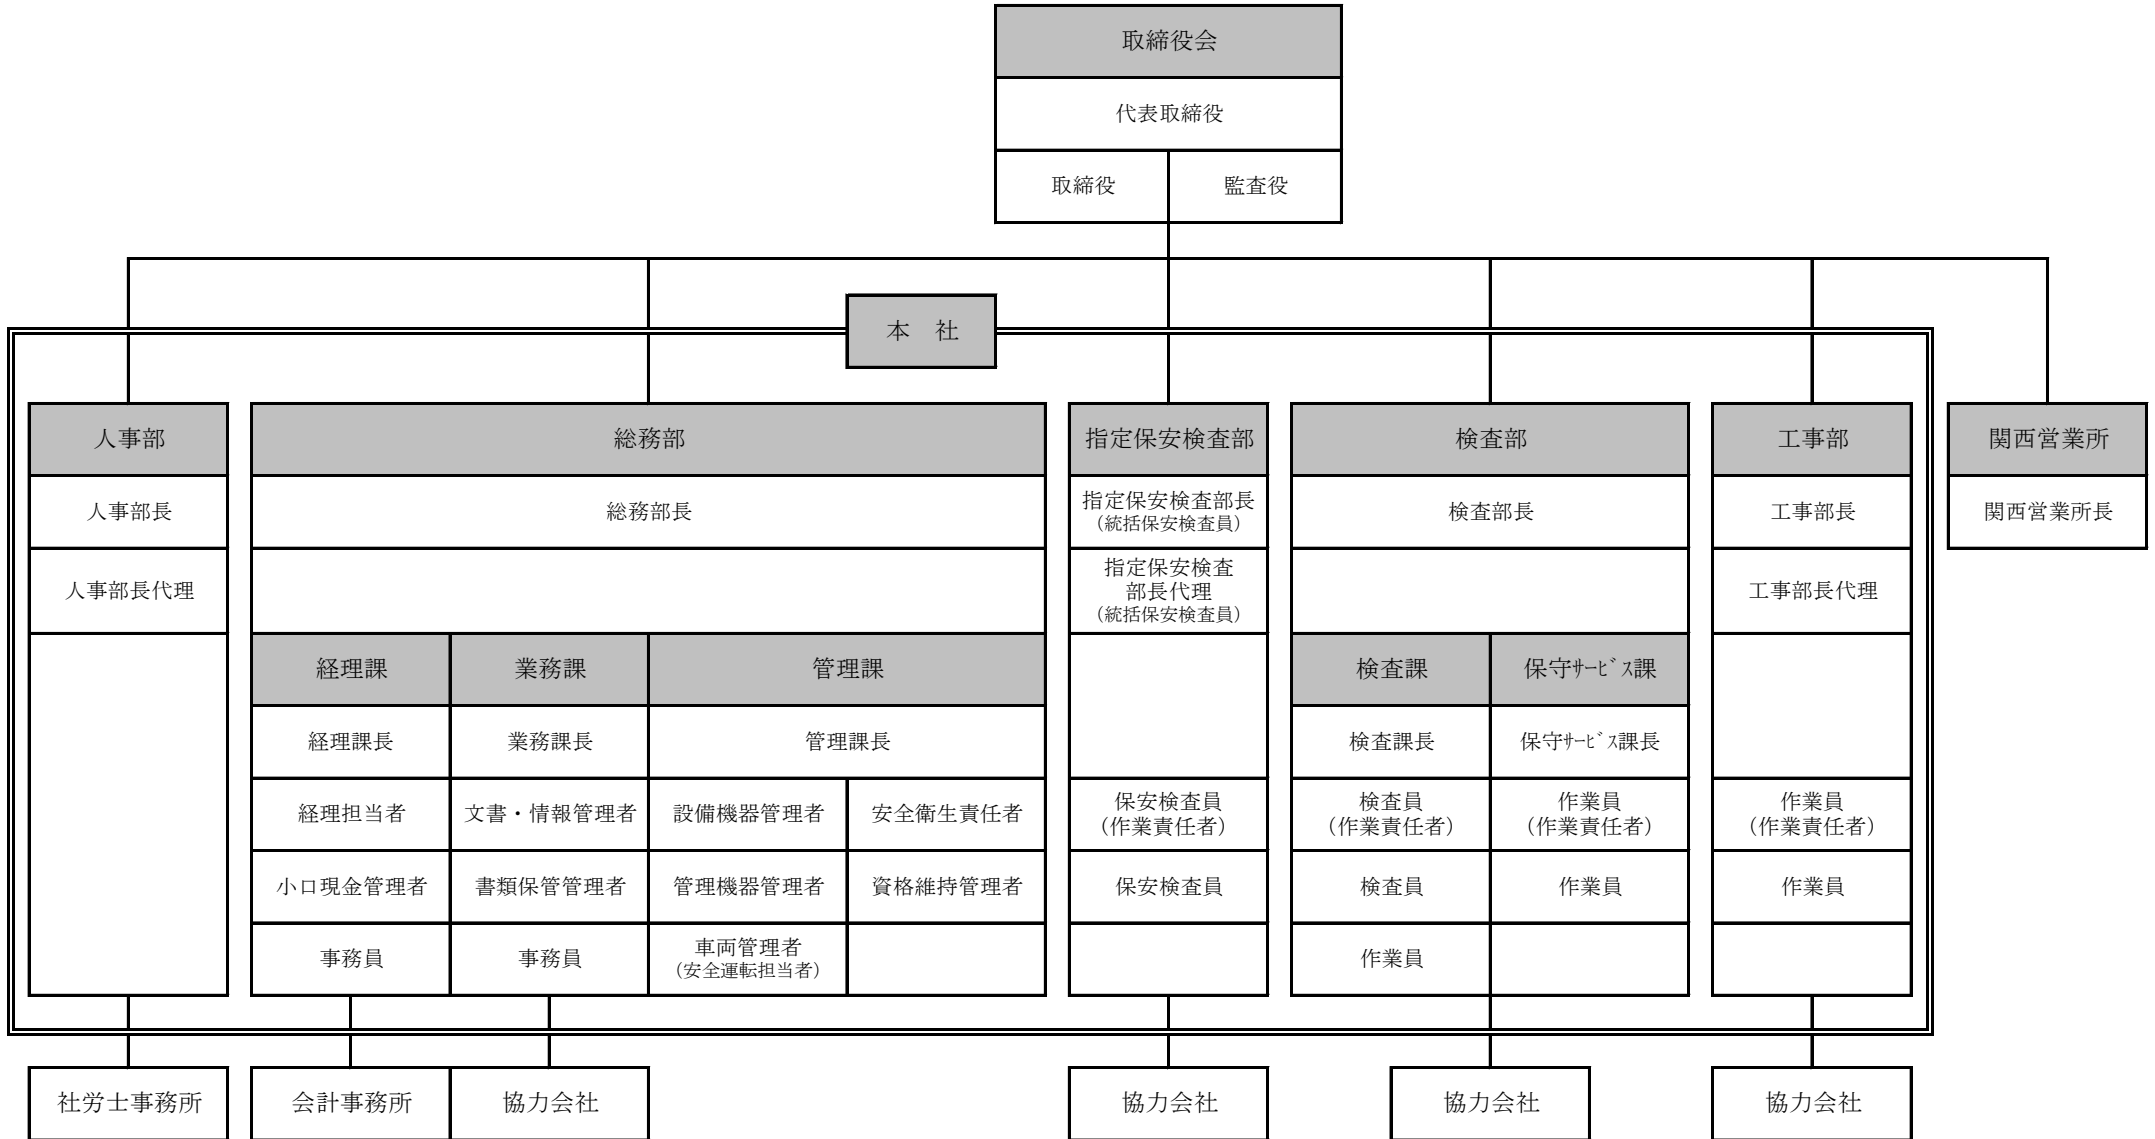 取締役会
代表取締役
取締役
監査役
本　社
人事部
総務部
指定保安検査部
検査部
工事部
関西営業所
人事部長
総務部長
指定保安検査部長
（統括保安検査員）
検査部長
工事部長
関西営業所長
人事部長代理
指定保安検査
部長代理
（統括保安検査員）
工事部長代理
経理課
業務課
管理課
検査課
保守ｻｰﾋﾞｽ課
経理課長
業務課長
管理課長
検査課長
保守ｻｰﾋﾞｽ課長
経理担当者
文書・情報管理者
設備機器管理者
安全衛生責任者
保安検査員
（作業責任者）
検査員
（作業責任者）
作業員
（作業責任者）
作業員
（作業責任者）
小口現金管理者
書類保管管理者
管理機器管理者
資格維持管理者
保安検査員
検査員
作業員
作業員
事務員
事務員
車両管理者
（安全運転担当者）
作業員
社労士事務所
会計事務所
協力会社
協力会社
協力会社
協力会社